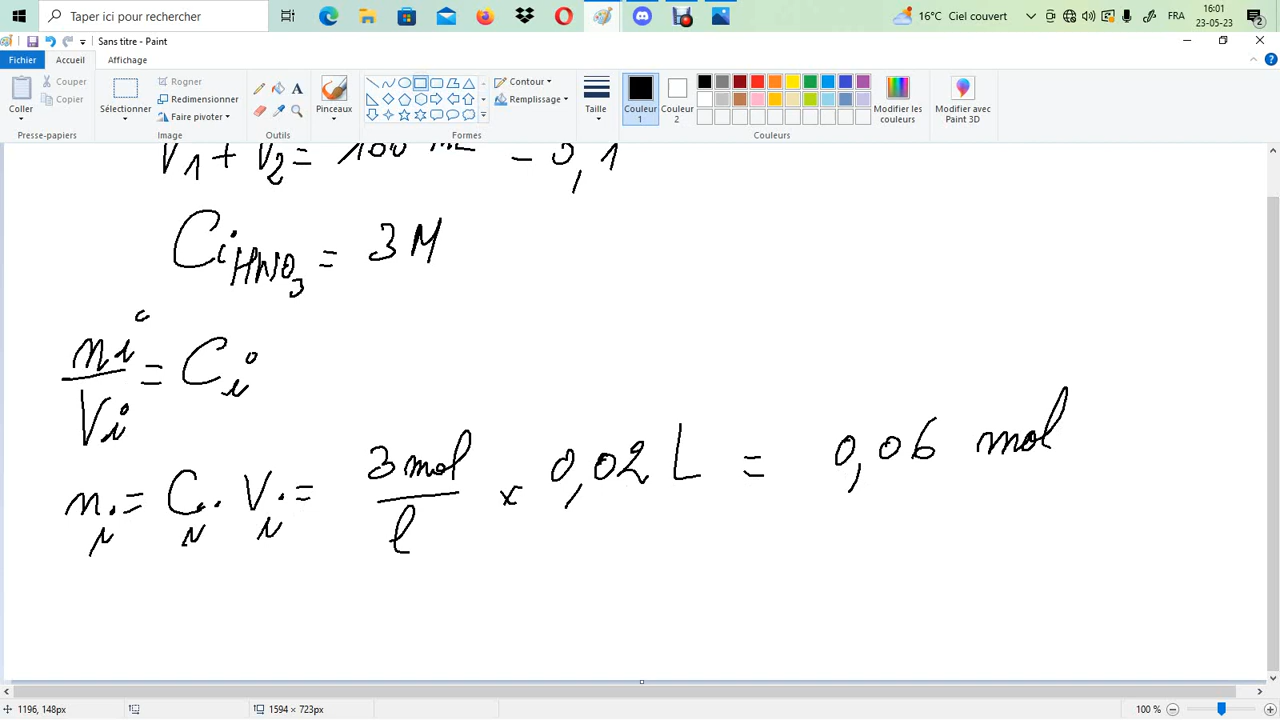 Taper ici pour rechercher
16°C Ciel couvert
FRA
16:01
23-05-23
2
Sans titre - Paint
Fichier Accueil Affichage
Coller
Couper
Copier
Presse-papiers
Sélectionner
Rogner
Redimensionner
Faire pivoter
Image
A
Outils
Pinceaux
Formes
Contour
Remplissage
Taille
Couleur 1
Couleur 2
Modifier les couleurs
Couleurs
Modifier avec Paint 3D
V1 + V2 = 100 mL = 0,1
CiHNO3 = 3M
ni/Vi = Ci
ni = Ci · Vi = 3 mol/l x 0,02 L = 0,06 mol
1196, 148px
1594 × 723px
100 %